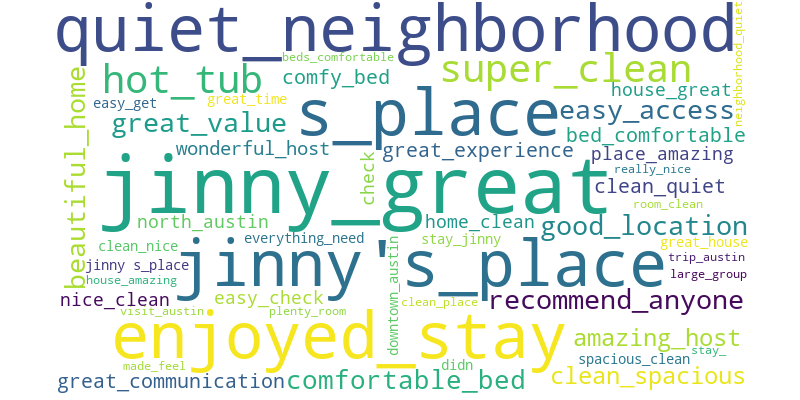 quiet_neighborhood
neighborhood_quiet
beds_comfortable
hot_tub
comfy_bed
super_clean
easy_get
great_time
house_great
beautiful_home
great_value
s_place
easy_access
wonderful_host
great_experience
bed_comfortable
place_amazing
check
jinny_great
really_nice
clean_quiet
room_clean
north_austin
home_clean
good_location
clean_nice
everything_need
stay_jinny
great_house
jinny s_place
jinny's_place
downtown_austin
trip_austin
house_amazing
large_group
nice_clean
easy_check
clean_place
recommend_anyone
visit_austin
plenty_room
enjoyed_stay
amazing_host
made_feel
didn
spacious_clean
stay_
great_communication
comfortable_bed
clean_spacious